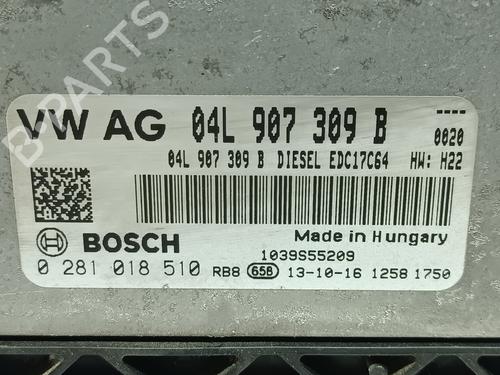 B-PARTS
VW AG 04L 907 309 B ----
0020
04L 907 309 B DIESEL EDC17C64 HW: H22
BOSCH Made in Hungary
1039S55209
0 281 018 510 RB8 658 13-10-16 1258 1750